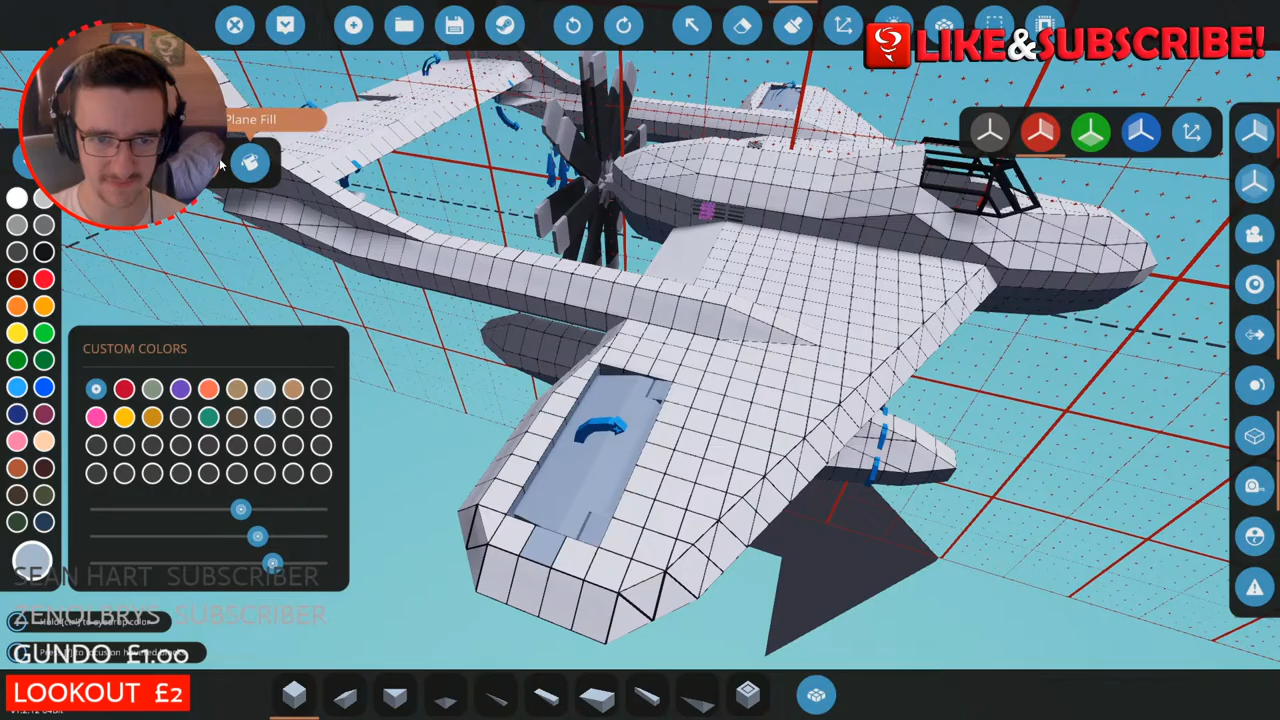 LIKE&SUBSCRIBE!
Plane Fill
CUSTOM COLORS
SEAN HART SUBSCRIBER
ZENOLBRYS SUBSCRIBER
GUNDO £1.00
LOOKOUT £2